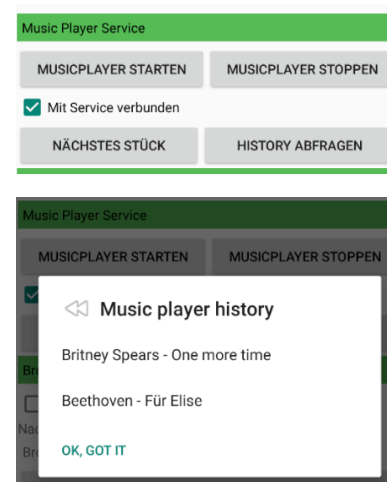 Music Player Service
MUSICPLAYER STARTEN MUSICPLAYER STOPPEN
Mit Service verbunden
NÄCHSTES STÜCK HISTORY ABFRAGEN
Music Player Service
MUSICPLAYER STARTEN MUSICPLAYER STOPPEN
Music player history
Britney Spears - One more time
Beethoven - Für Elise
OK, GOT IT